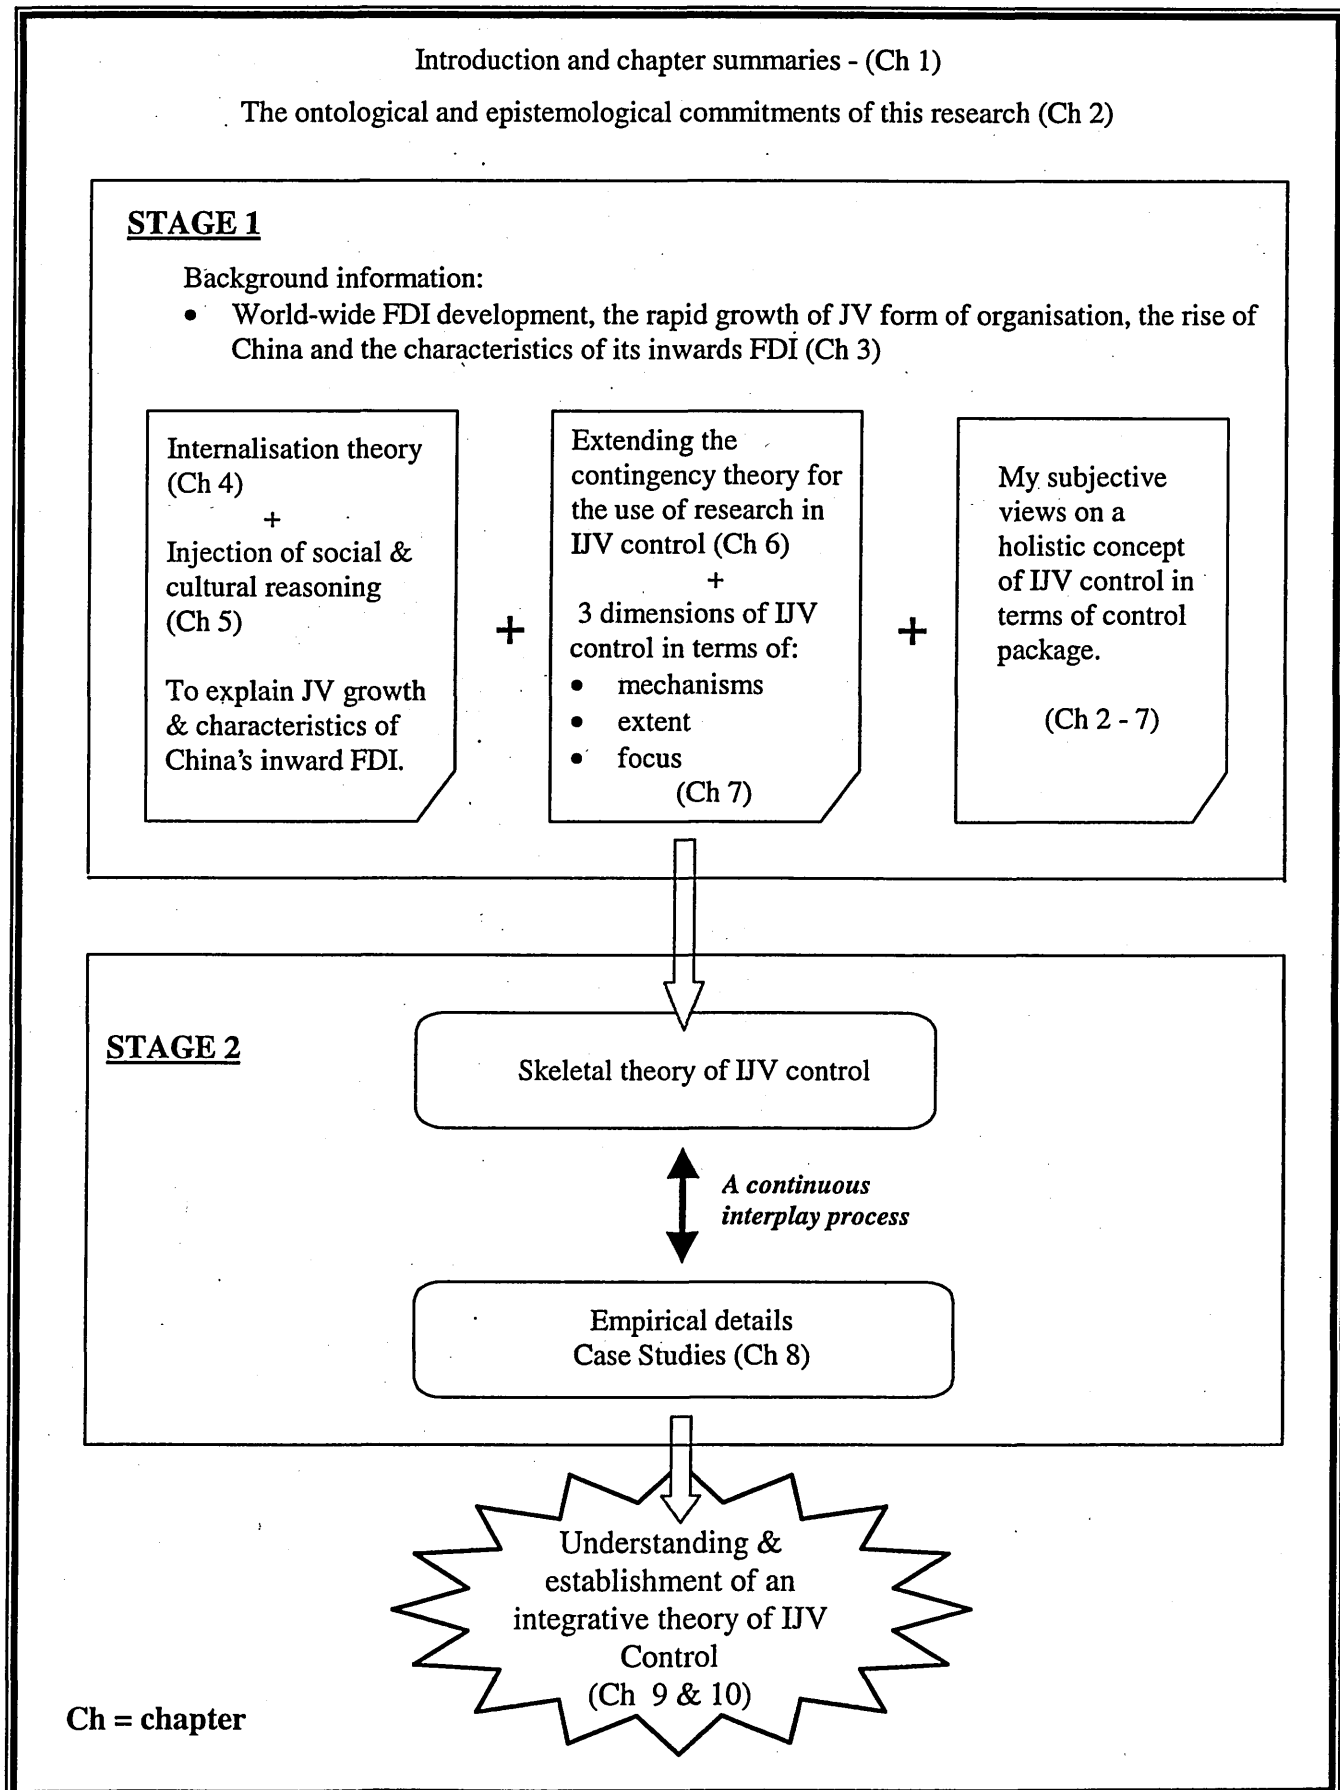 Introduction and chapter summaries - (Ch 1)
The ontological and epistemological commitments of this research (Ch 2)
STAGE 1
Background information:
• World-wide FDI development, the rapid growth of JV form of organisation, the rise of
China and the characteristics of its inwards FDI (Ch 3)
Internalisation theory
(Ch 4)
+
Injection of social &
cultural reasoning
(Ch 5)
To explain JV growth
& characteristics of
China's inward FDI.
+
Extending the
contingency theory for
the use of research in
IJV control (Ch 6)
+
3 dimensions of IJV
control in terms of:
• mechanisms
• extent
• focus
(Ch 7)
+
My subjective
views on a
holistic concept
of IJV control in
terms of control
package.
(Ch 2 - 7)
STAGE 2
Skeletal theory of IJV control
A continuous
interplay process
Empirical details
Case Studies (Ch 8)
Understanding &
establishment of an
integrative theory of IJV
Control
(Ch 9 & 10)
Ch = chapter